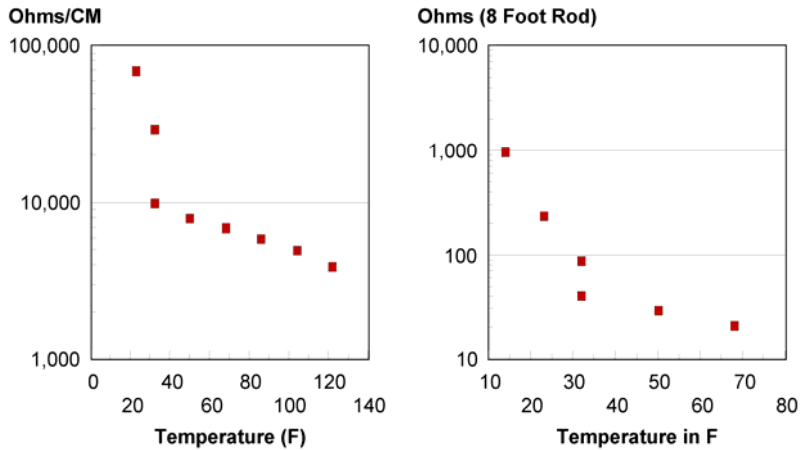 Ohms/CM
100,000
10,000
1,000
0 40 80 120
20 60 100 140
Temperature (F)
Ohms (8 Foot Rod)
10,000
1,000
100
10
10 30 50 70
20 40 60 80
Temperature in F